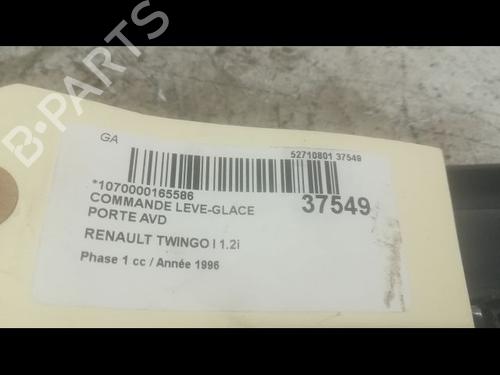 B-PARTS
GA
52710801 37549
*1070000165586
COMMANDE LEVE-GLACE
PORTE AVD
37549
RENAULT TWINGO I 1.2i
Phase 1 cc / Année 1996